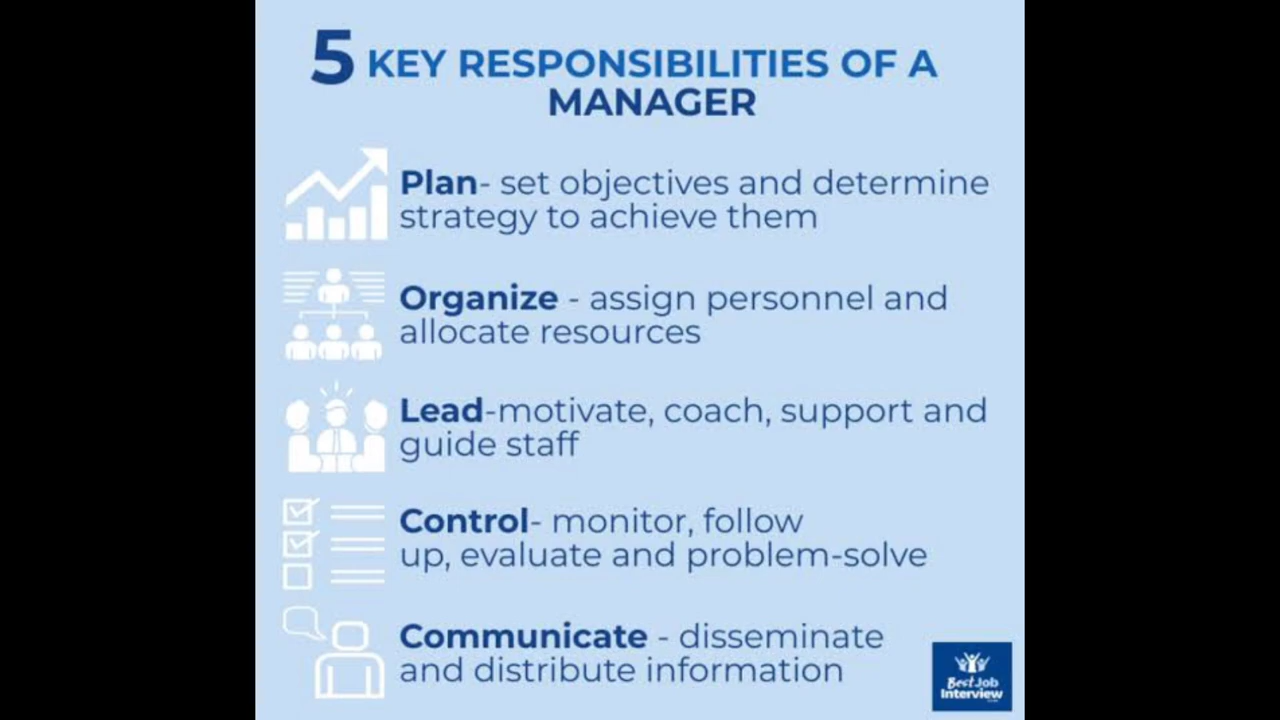 5 KEY RESPONSIBILITIES OF A
MANAGER
Plan- set objectives and determine
strategy to achieve them
Organize - assign personnel and
allocate resources
Lead-motivate, coach, support and
guide staff
Control- monitor, follow
up, evaluate and problem-solve
Communicate - disseminate
and distribute information
Best Job
Interview